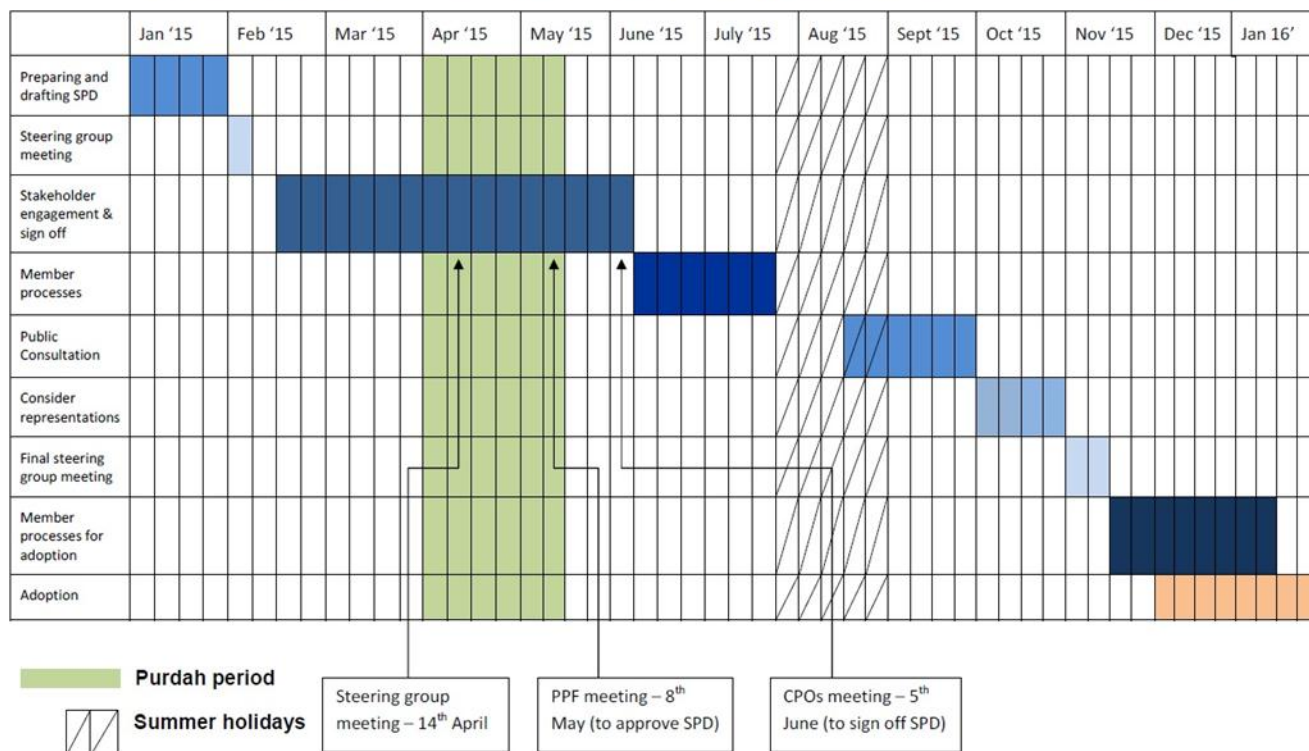 Jan ‘15 Feb ‘15 Mar ‘15 Apr ‘15 May ‘15 June ‘15 July ‘15 Aug ‘15 Sept ‘15 Oct ‘15 Nov ‘15 Dec ‘15 Jan 16’
Preparing and
drafting SPD
Steering group
meeting
Stakeholder
engagement &
sign off
Member
processes
Public
Consultation
Consider
representations
Final steering
group meeting
Member
processes for
adoption
Adoption
Purdah period
Summer holidays
Steering group
meeting – 14th April
PPF meeting – 8th
May (to approve SPD)
CPOs meeting – 5th
June (to sign off SPD)